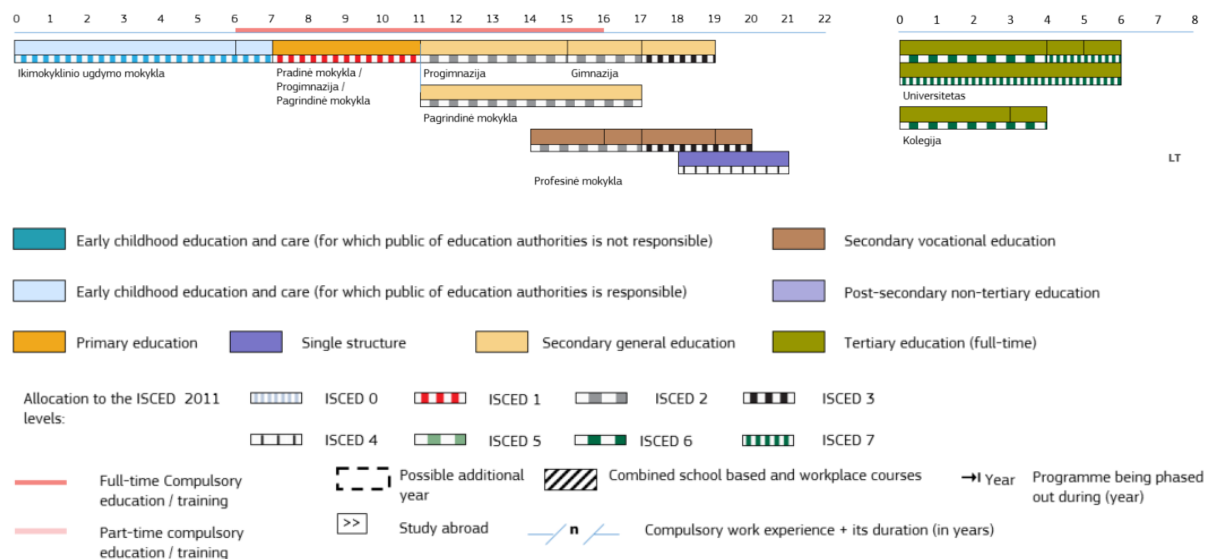 0 1 2 3 4 5 6 7 8 9 10 11 12 13 14 15 16 17 18 19 20 21 22
0 1 2 3 4 5 6 7 8
Ikimokyklinio ugdymo mokykla
Pradinė mokykla /
Progimnazija /
Pagrindinė mokykla
Progimnazija
Gimnazija
Pagrindinė mokykla
Profesinė mokykla
Universitetas
Kolegija
LT
Early childhood education and care (for which public of education authorities is not responsible)
Secondary vocational education
Early childhood education and care (for which public of education authorities is responsible)
Post-secondary non-tertiary education
Primary education
Single structure
Secondary general education
Tertiary education (full-time)
Allocation to the ISCED 2011
levels:
ISCED 0
ISCED 1
ISCED 2
ISCED 3
ISCED 4
ISCED 5
ISCED 6
ISCED 7
Full-time Compulsory
education / training
Possible additional
year
Combined school based and workplace courses
Year
Programme being phased
out during (year)
Part-time compulsory
education / training
>>
Study abroad
n
Compulsory work experience + its duration (in years)